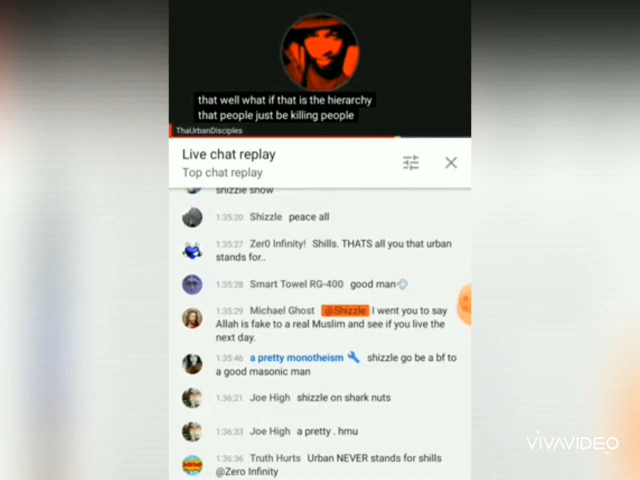 that well what if that is the hierarchy
that people just be killing people
ThaUrbanDisciples
Live chat replay
Top chat replay
shizzle show
1:35:20 Shizzle peace all
1:35:27 Zer0 Infinity! Shills. THATS all you that urban
stands for..
1:35:28 Smart Towel RG-400 good man
1:35:29 Michael Ghost @Shizzle I went you to say
Allah is fake to a real Muslim and see if you live the
next day.
1:35:46 a pretty monotheism shizzle go be a bf to
a good masonic man
1:36:21 Joe High shizzle on shark nuts
1:36:33 Joe High a pretty . hmu
1:36:36 Truth Hurts Urban NEVER stands for shills
@Zero Infinity
VIVAVIDEO